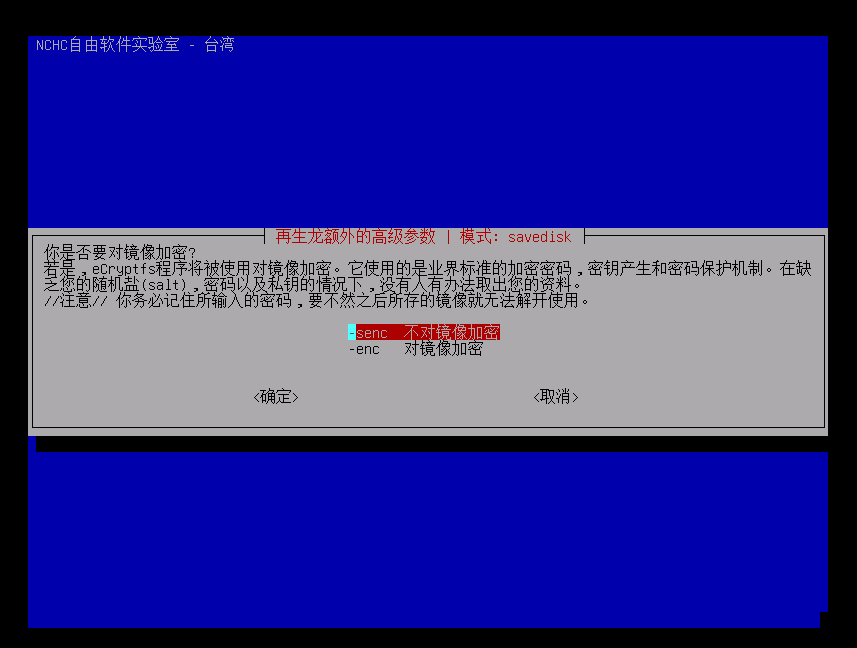 NCHC自由软件实验室 - 台湾
再生龙额外的高级参数 | 模式: savedisk
你是否要对镜像加密?
若是，eCryptfs程序将被使用对镜像加密。它使用的是业界标准的加密密码，密钥产生和密码保护机制。在缺
乏您的随机盐(salt)，密码以及私钥的情况下，没有人有办法取出您的资料。
//注意// 你务必记住所输入的密码，要不然之后所存的镜像就无法解开使用。
-senc 不对镜像加密
-enc 对镜像加密
<确定> <取消>